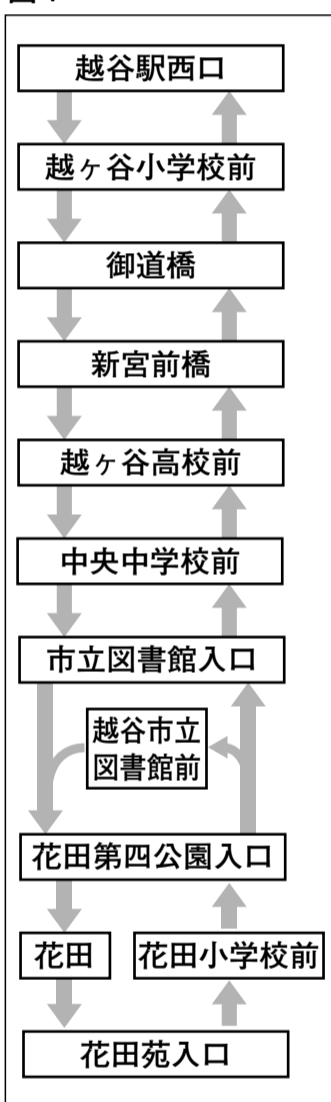 越谷駅西口
越ヶ谷小学校前
御道橋
新宮前橋
越ヶ谷高校前
中央中学校前
市立図書館入口
越谷市立
図書館前
花田第四公園入口
花田
花田小学校前
花田苑入口